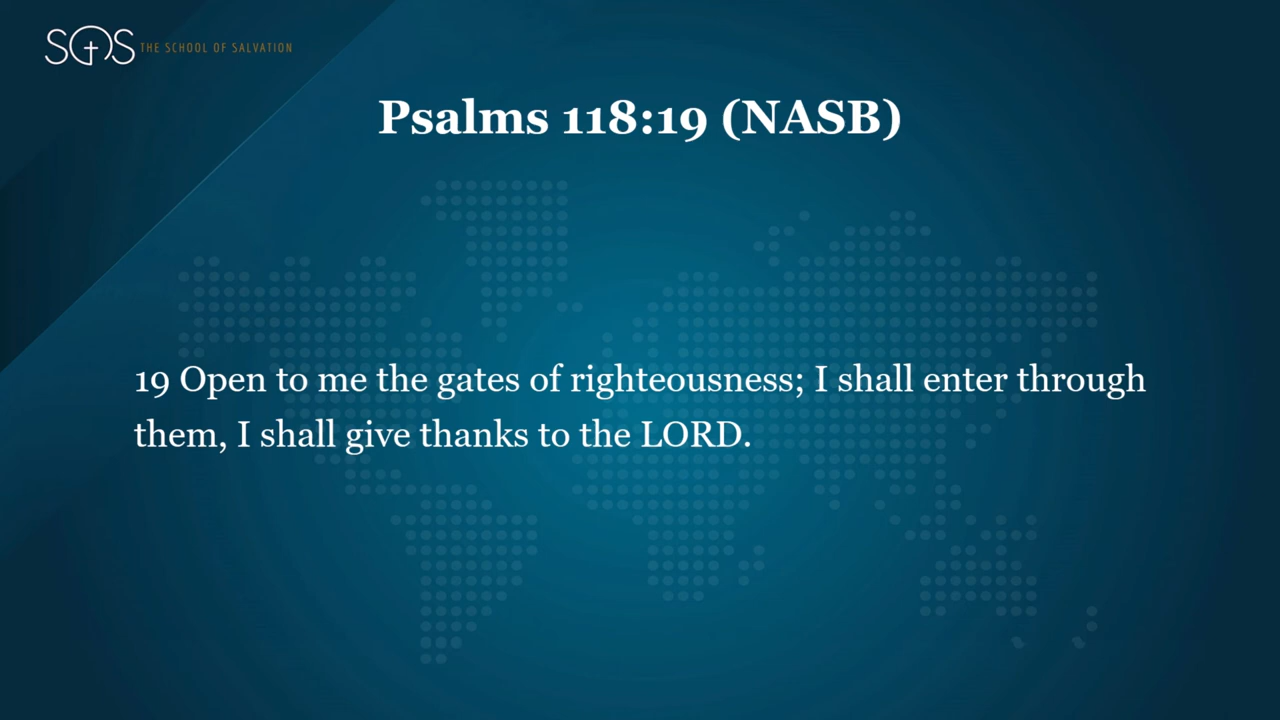 SOS THE SCHOOL OF SALVATION
Psalms 118:19 (NASB)
19 Open to me the gates of righteousness; I shall enter through
them, I shall give thanks to the LORD.